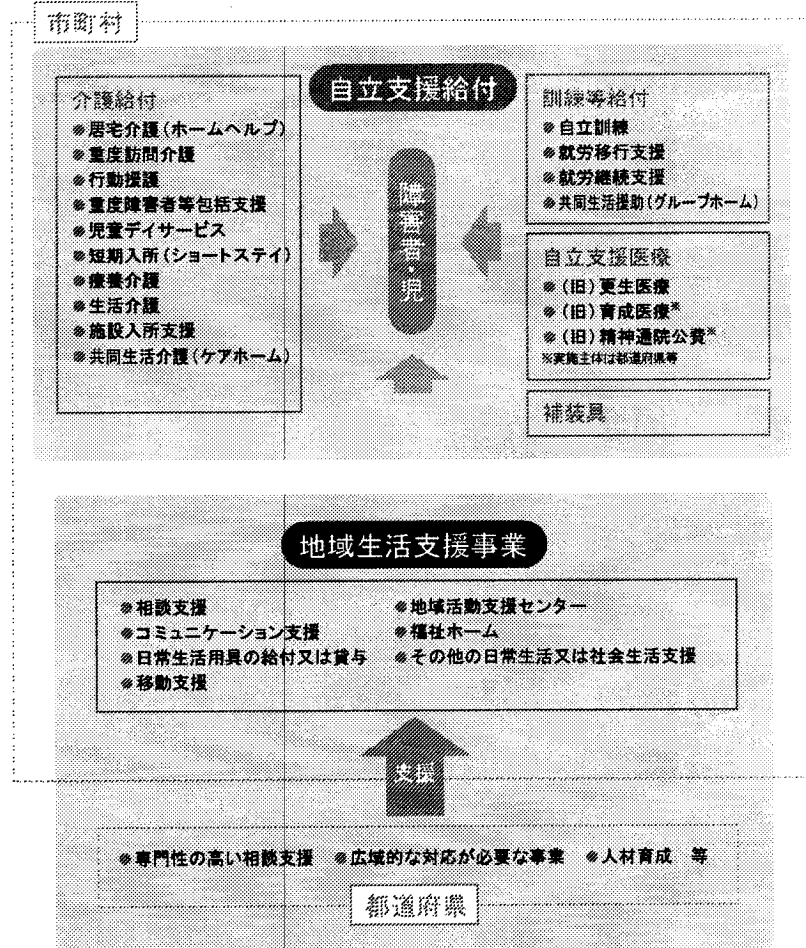 市町村
自立支援給付
介護給付
●居宅介護(ホームヘルプ)
●重度訪問介護
●行動援護
●重度障害者等包括支援
●児童デイサービス
●短期入所(ショートステイ)
●療養介護
●生活介護
●施設入所支援
●共同生活介護(ケアホーム)
障害者・児
訓練等給付
●自立訓練
●就労移行支援
●就労継続支援
●共同生活援助(グループホーム)
自立支援医療
●(旧)更生医療
●(旧)育成医療※
●(旧)精神通院公費※
※実施主体は都道府県等
補装具
地域生活支援事業
●相談支援
●コミュニケーション支援
●日常生活用具の給付又は貸与
●移動支援
●地域活動支援センター
●福祉ホーム
●その他の日常生活又は社会生活支援
支援
●専門性の高い相談支援 ●広域的な対応が必要な事業 ●人材育成 等
都道府県